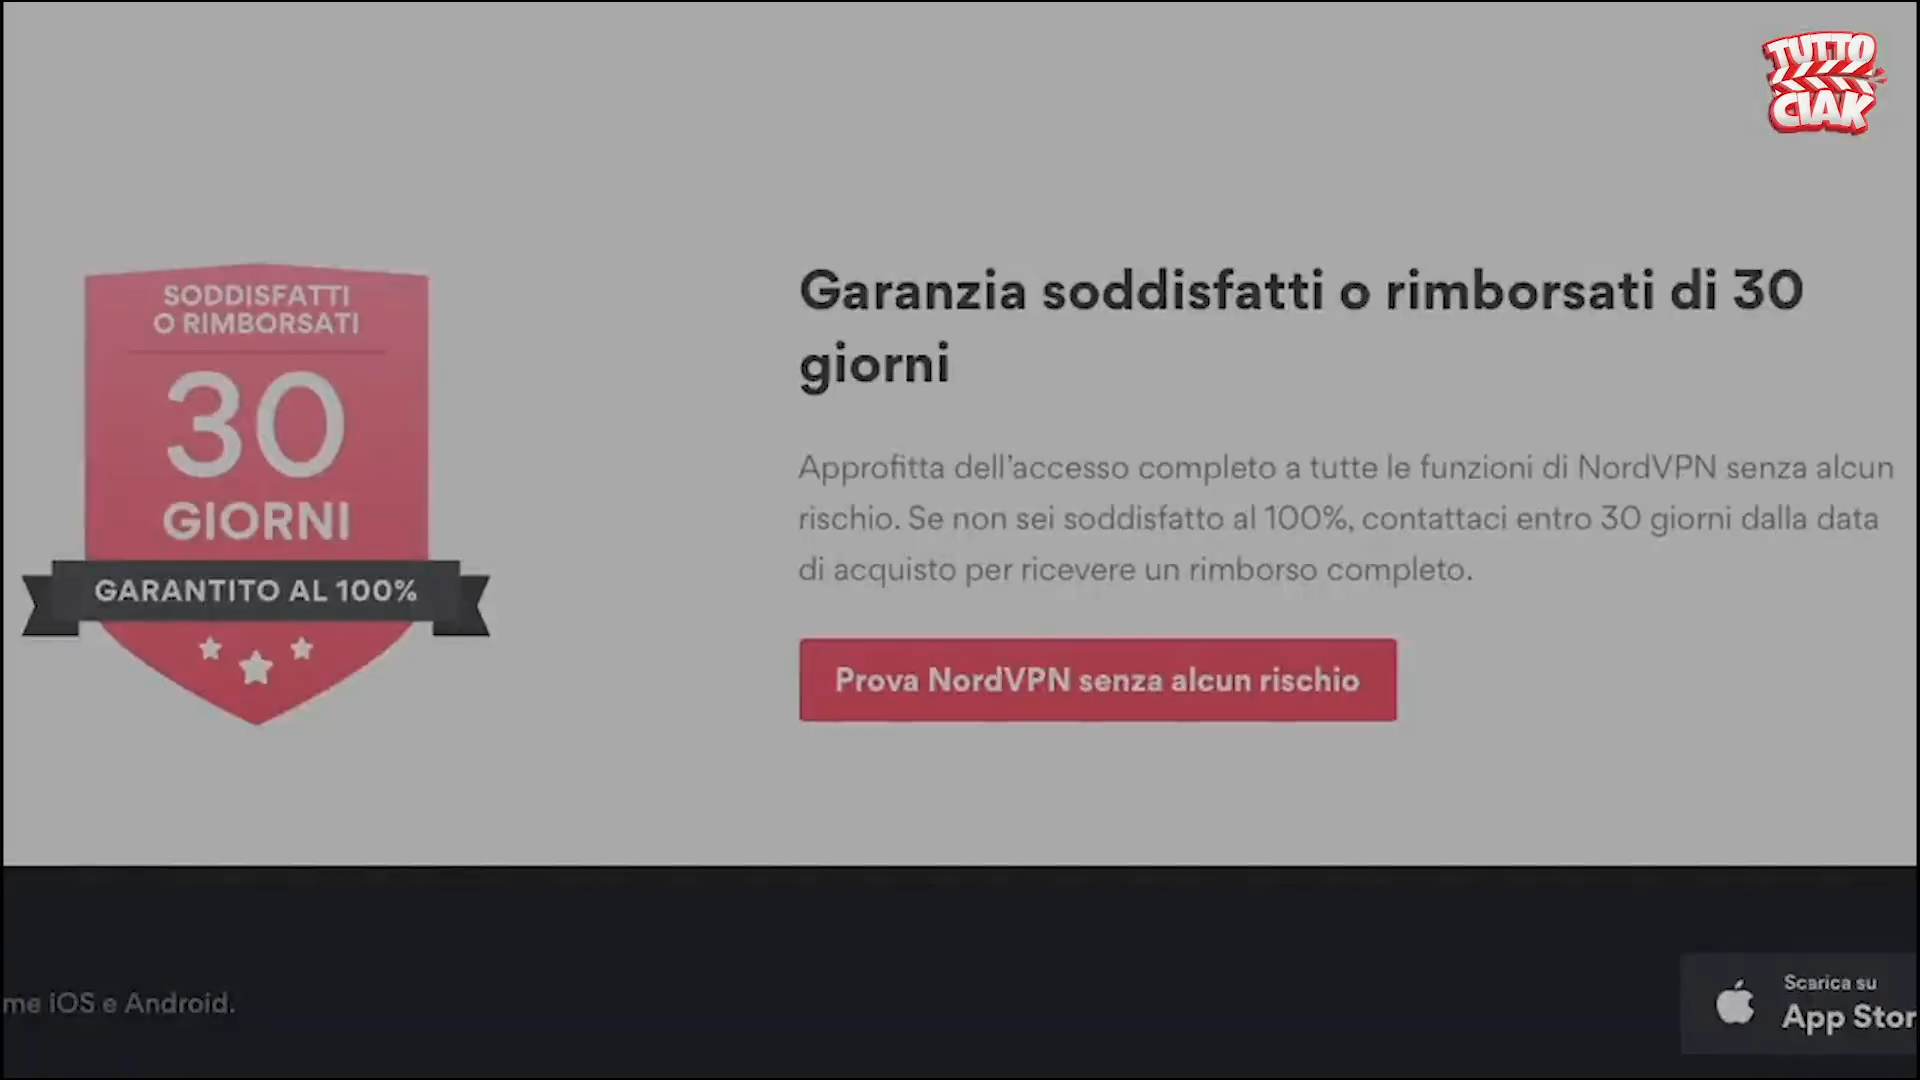 TUTTO
CIAK
SODDISFATTI
O RIMBORSATI
30
GIORNI
GARANTITO AL 100%
Garanzia soddisfatti o rimborsati di 30
giorni
Approfitta dell'accesso completo a tutte le funzioni di NordVPN senza alcun
rischio. Se non sei soddisfatto al 100%, contattaci entro 30 giorni dalla data
di acquisto per ricevere un rimborso completo.
Prova NordVPN senza alcun rischio
me iOS e Android.
Scarica su
App Stor